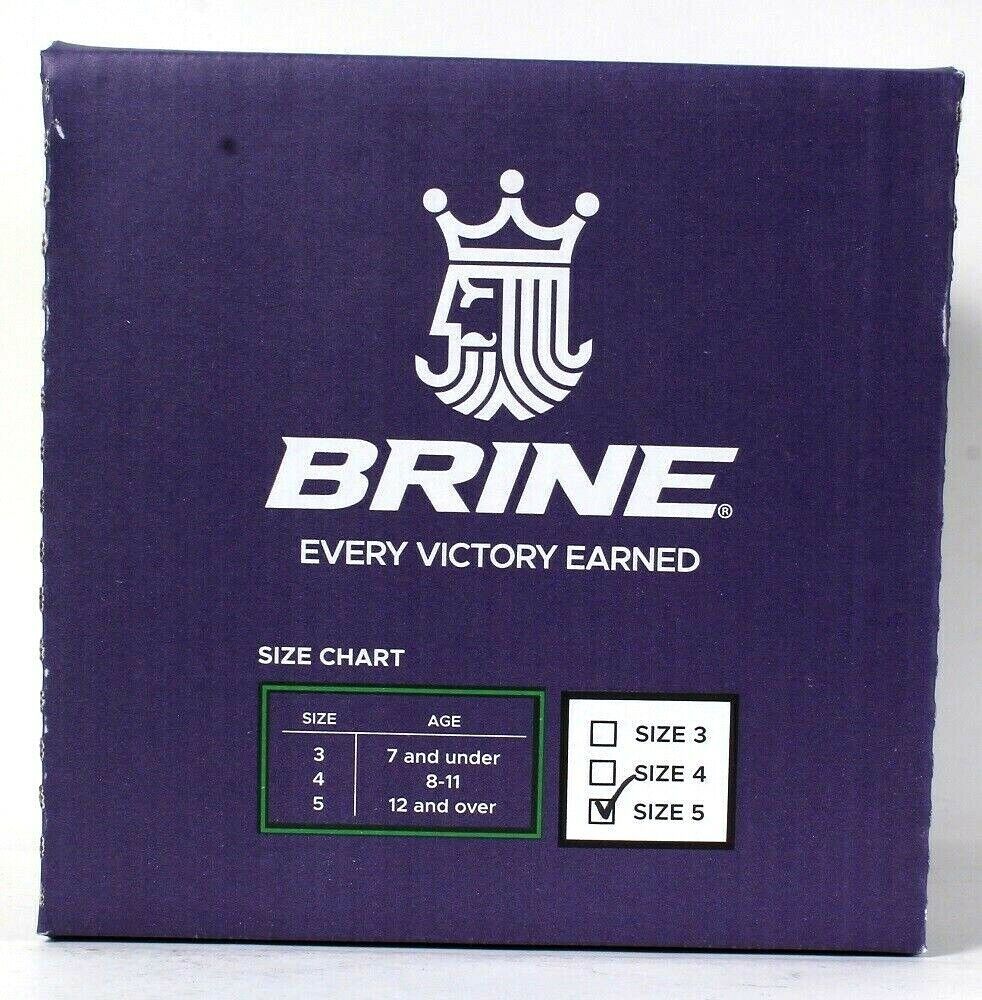 BRINE®
EVERY VICTORY EARNED
SIZE CHART
SIZE AGE
3 7 and under
4 8-11
5 12 and over
SIZE 3
SIZE 4
SIZE 5